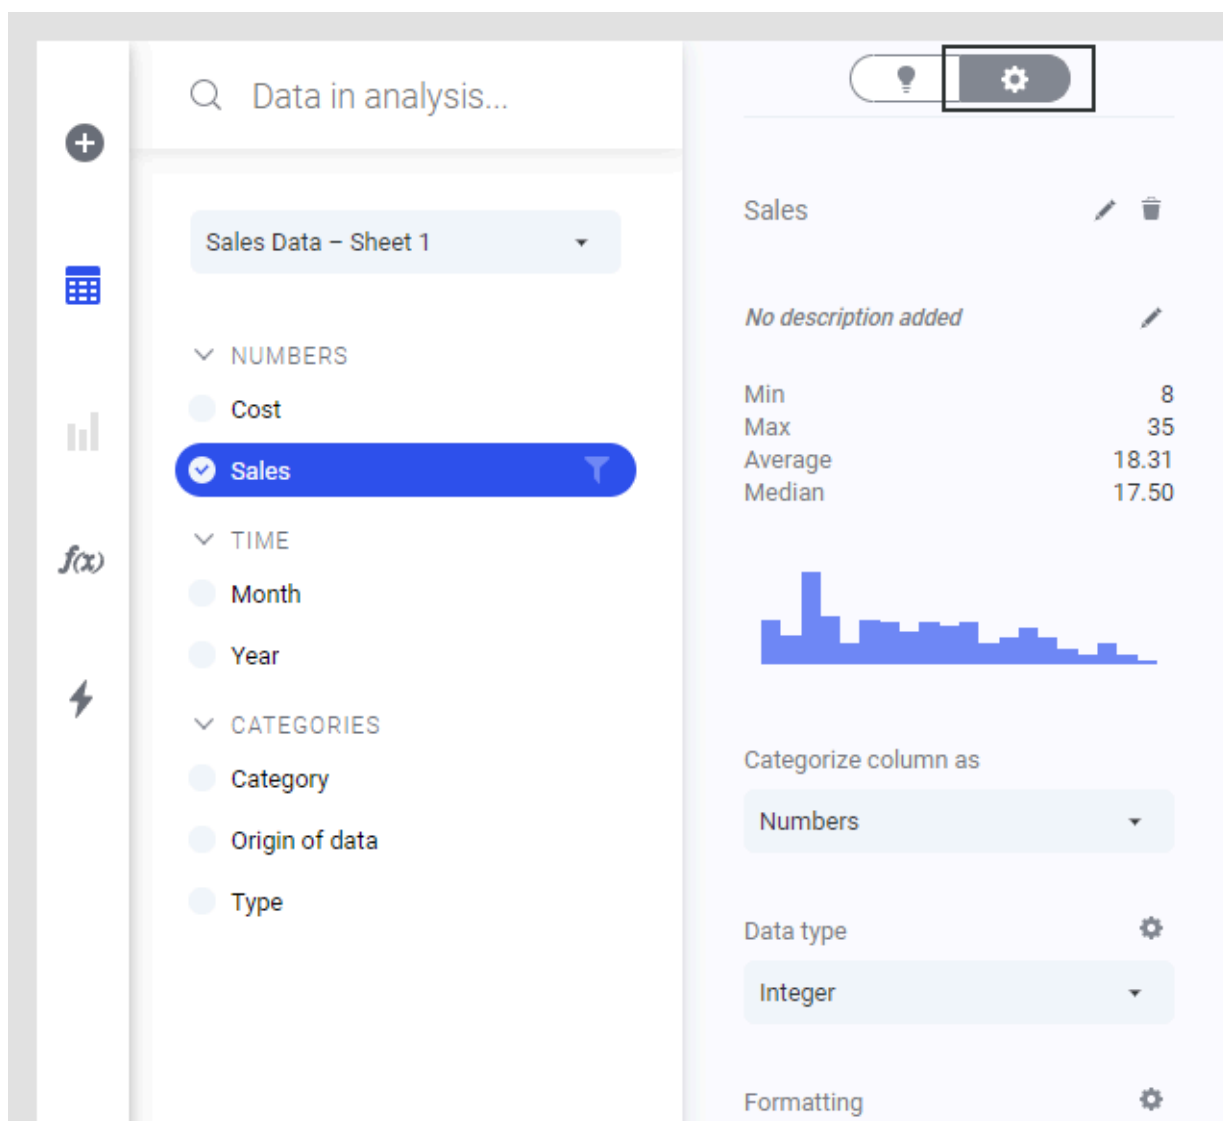 Data in analysis...
Sales Data – Sheet 1
NUMBERS
Cost
Sales
TIME
Month
Year
CATEGORIES
Category
Origin of data
Type
f(x)
Sales
No description added
Min 8
Max 35
Average 18.31
Median 17.50
Categorize column as
Numbers
Data type
Integer
Formatting